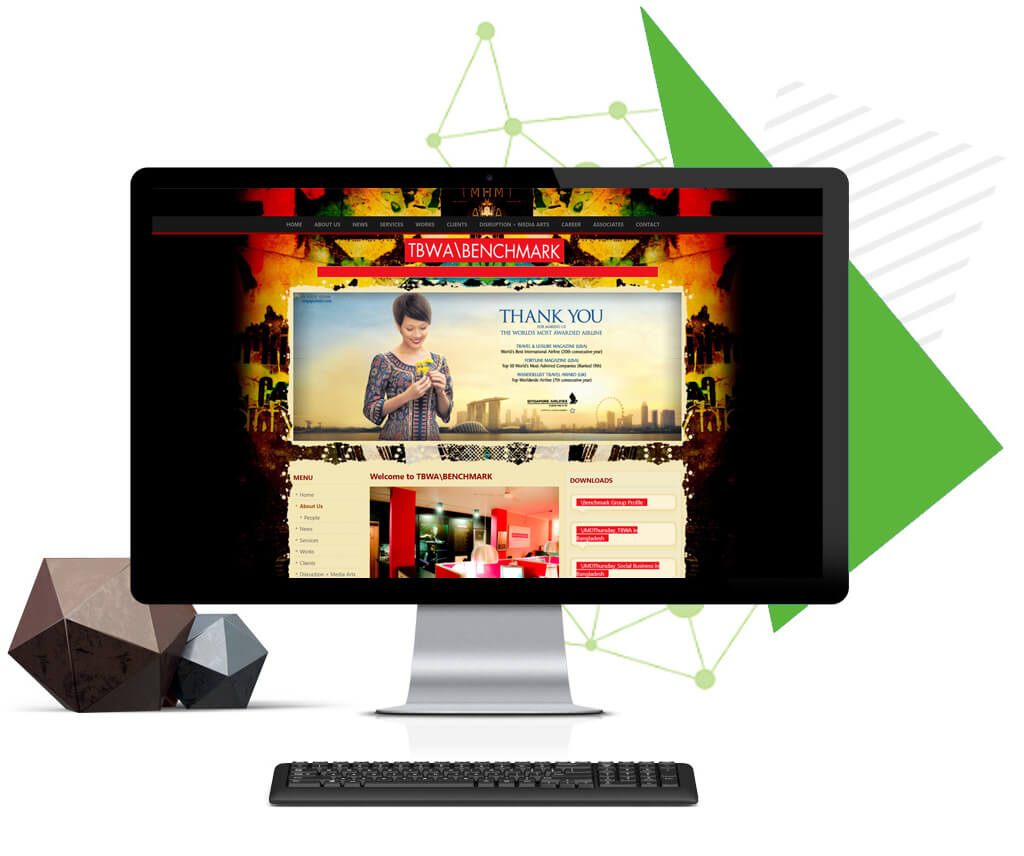 HOME ABOUT US NEWS SERVICES WORKS CLIENTS DISRUPTION + MEDIA ARTS CAREER ASSOCIATES CONTACT
TBWA\BENCHMARK
THANK YOU
FOR MAKING US
THE WORLD'S MOST AWARDED AIRLINE
TRAVEL & LEISURE MAGAZINE (USA)
World's Best International Airline (20th consecutive year)
FORTUNE MAGAZINE (USA)
Top 50 World's Most Admired Companies (Ranked 18th)
WANDERLUST TRAVEL AWARD (UK)
Top Worldwide Airline (7th consecutive year)
SINGAPORE AIRLINES
MENU
Home
About Us
People
News
Services
Works
Clients
Disruption + Media Arts
Welcome to TBWA\BENCHMARK
DOWNLOADS
\Benchmark Group Profile
\UMDThursday_TBWA in
Bangladesh
\UMDThursday_Social Business in
Bangladesh